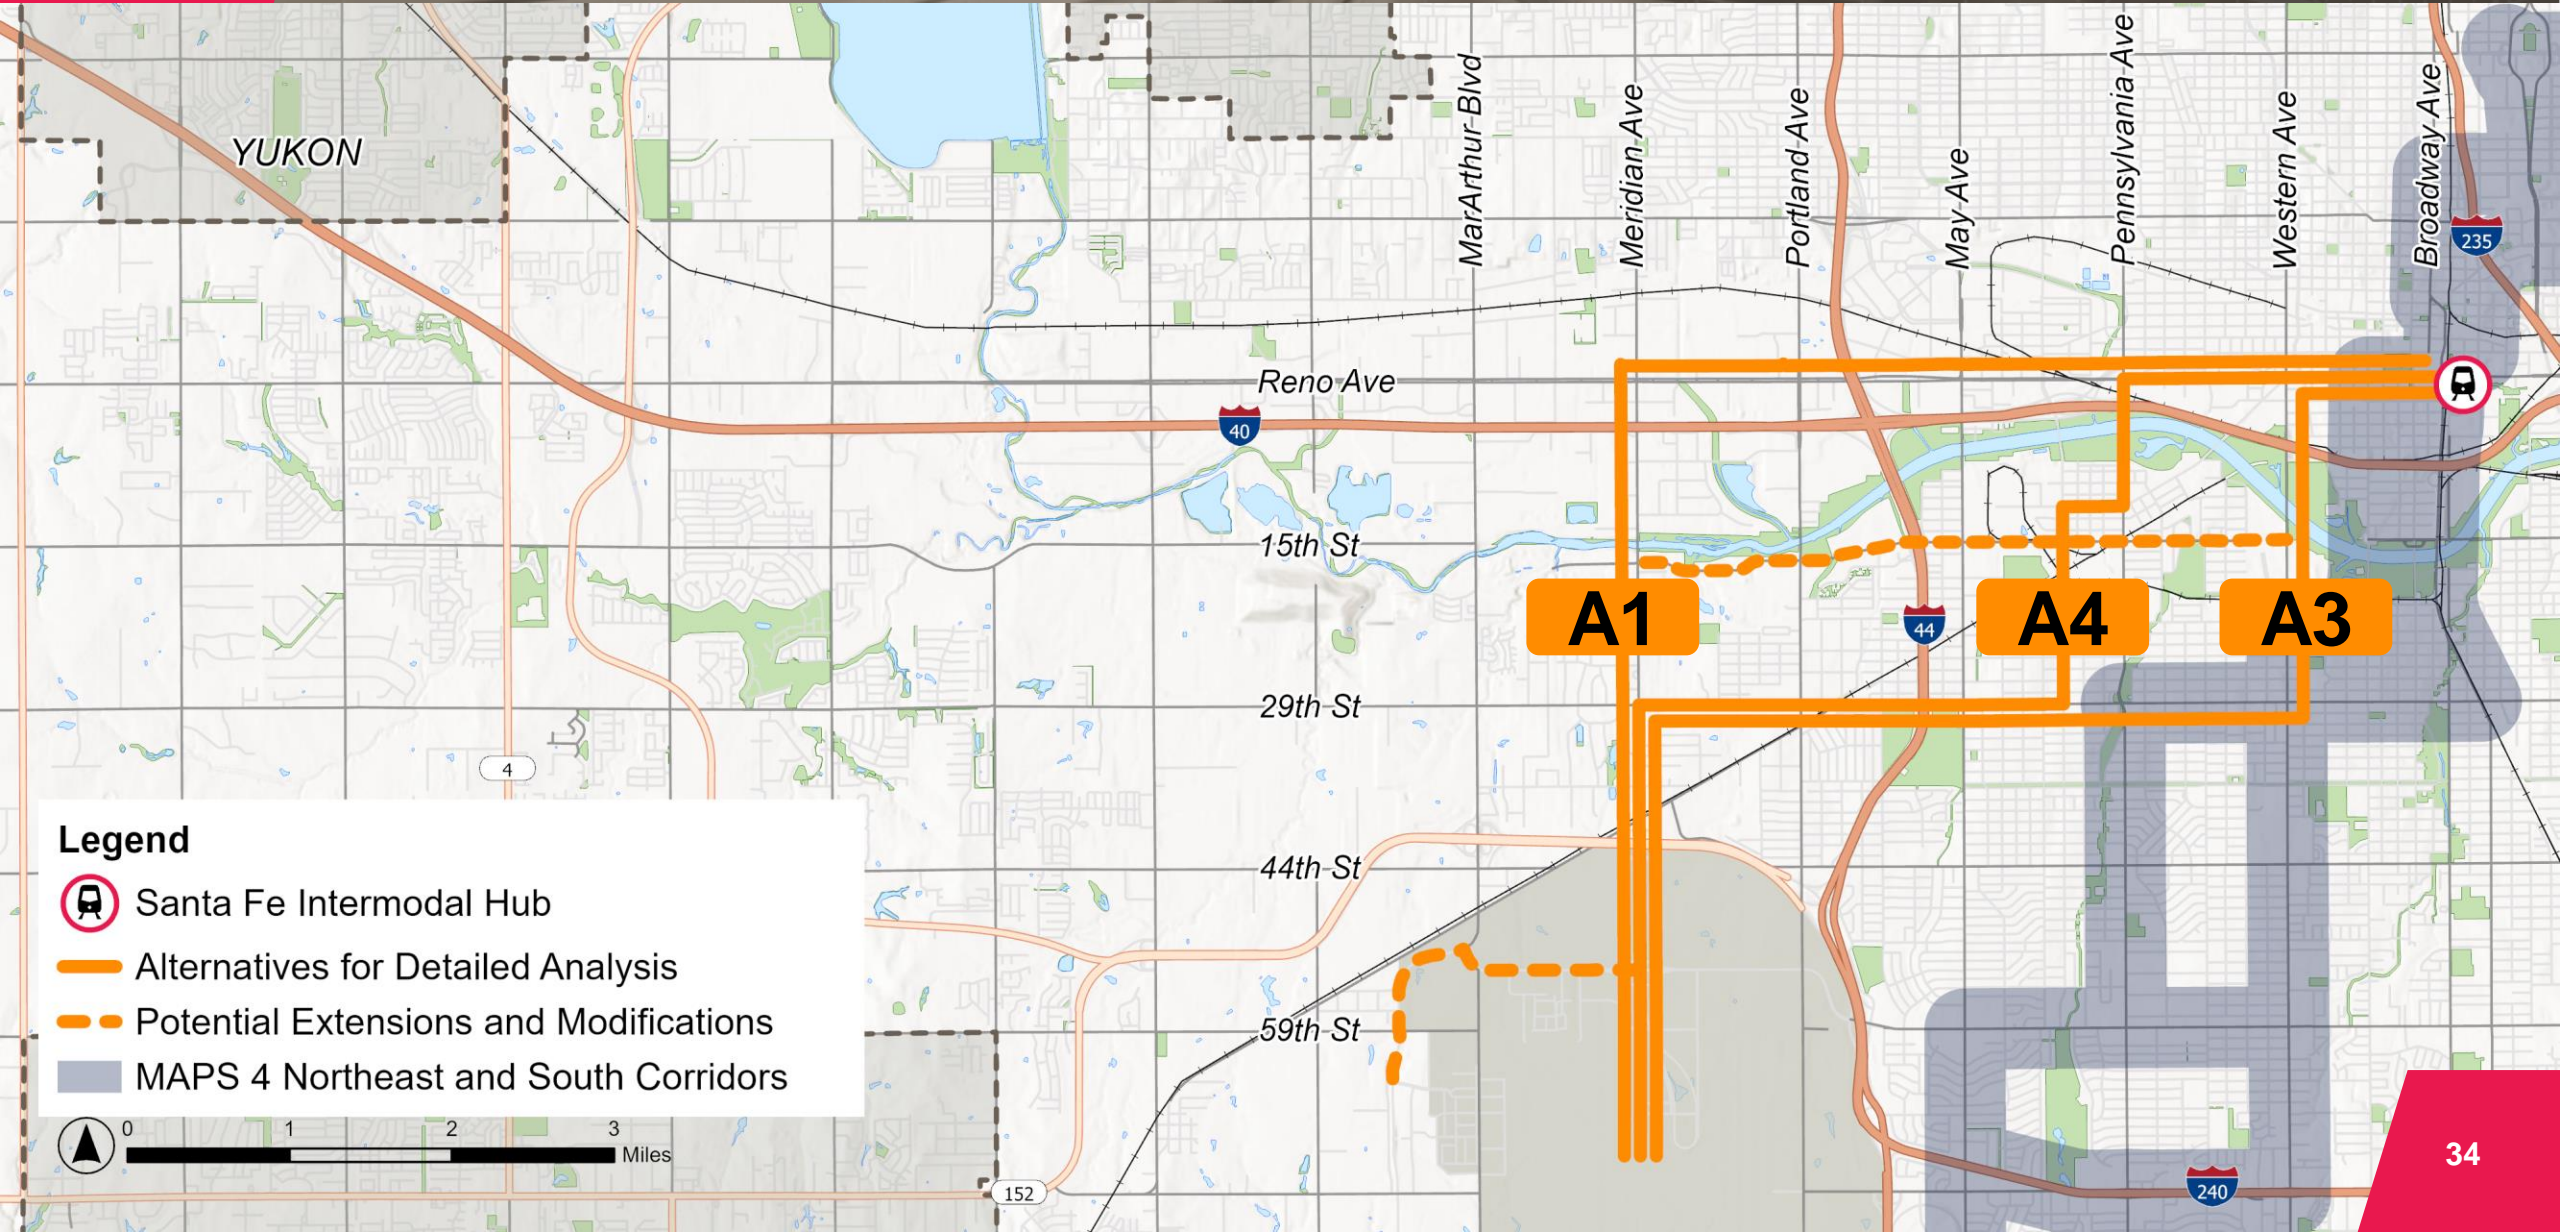 YUKON
MarArthur Blvd
Meridian Ave
Portland Ave
May Ave
Pennsylvania Ave
Western Ave
Broadway Ave
235
Reno Ave
40
15th St
A1
A4
A3
44
29th St
4
44th St
59th St
Legend
Santa Fe Intermodal Hub
Alternatives for Detailed Analysis
Potential Extensions and Modifications
MAPS 4 Northeast and South Corridors
0 1 2 3
Miles
152
240
34